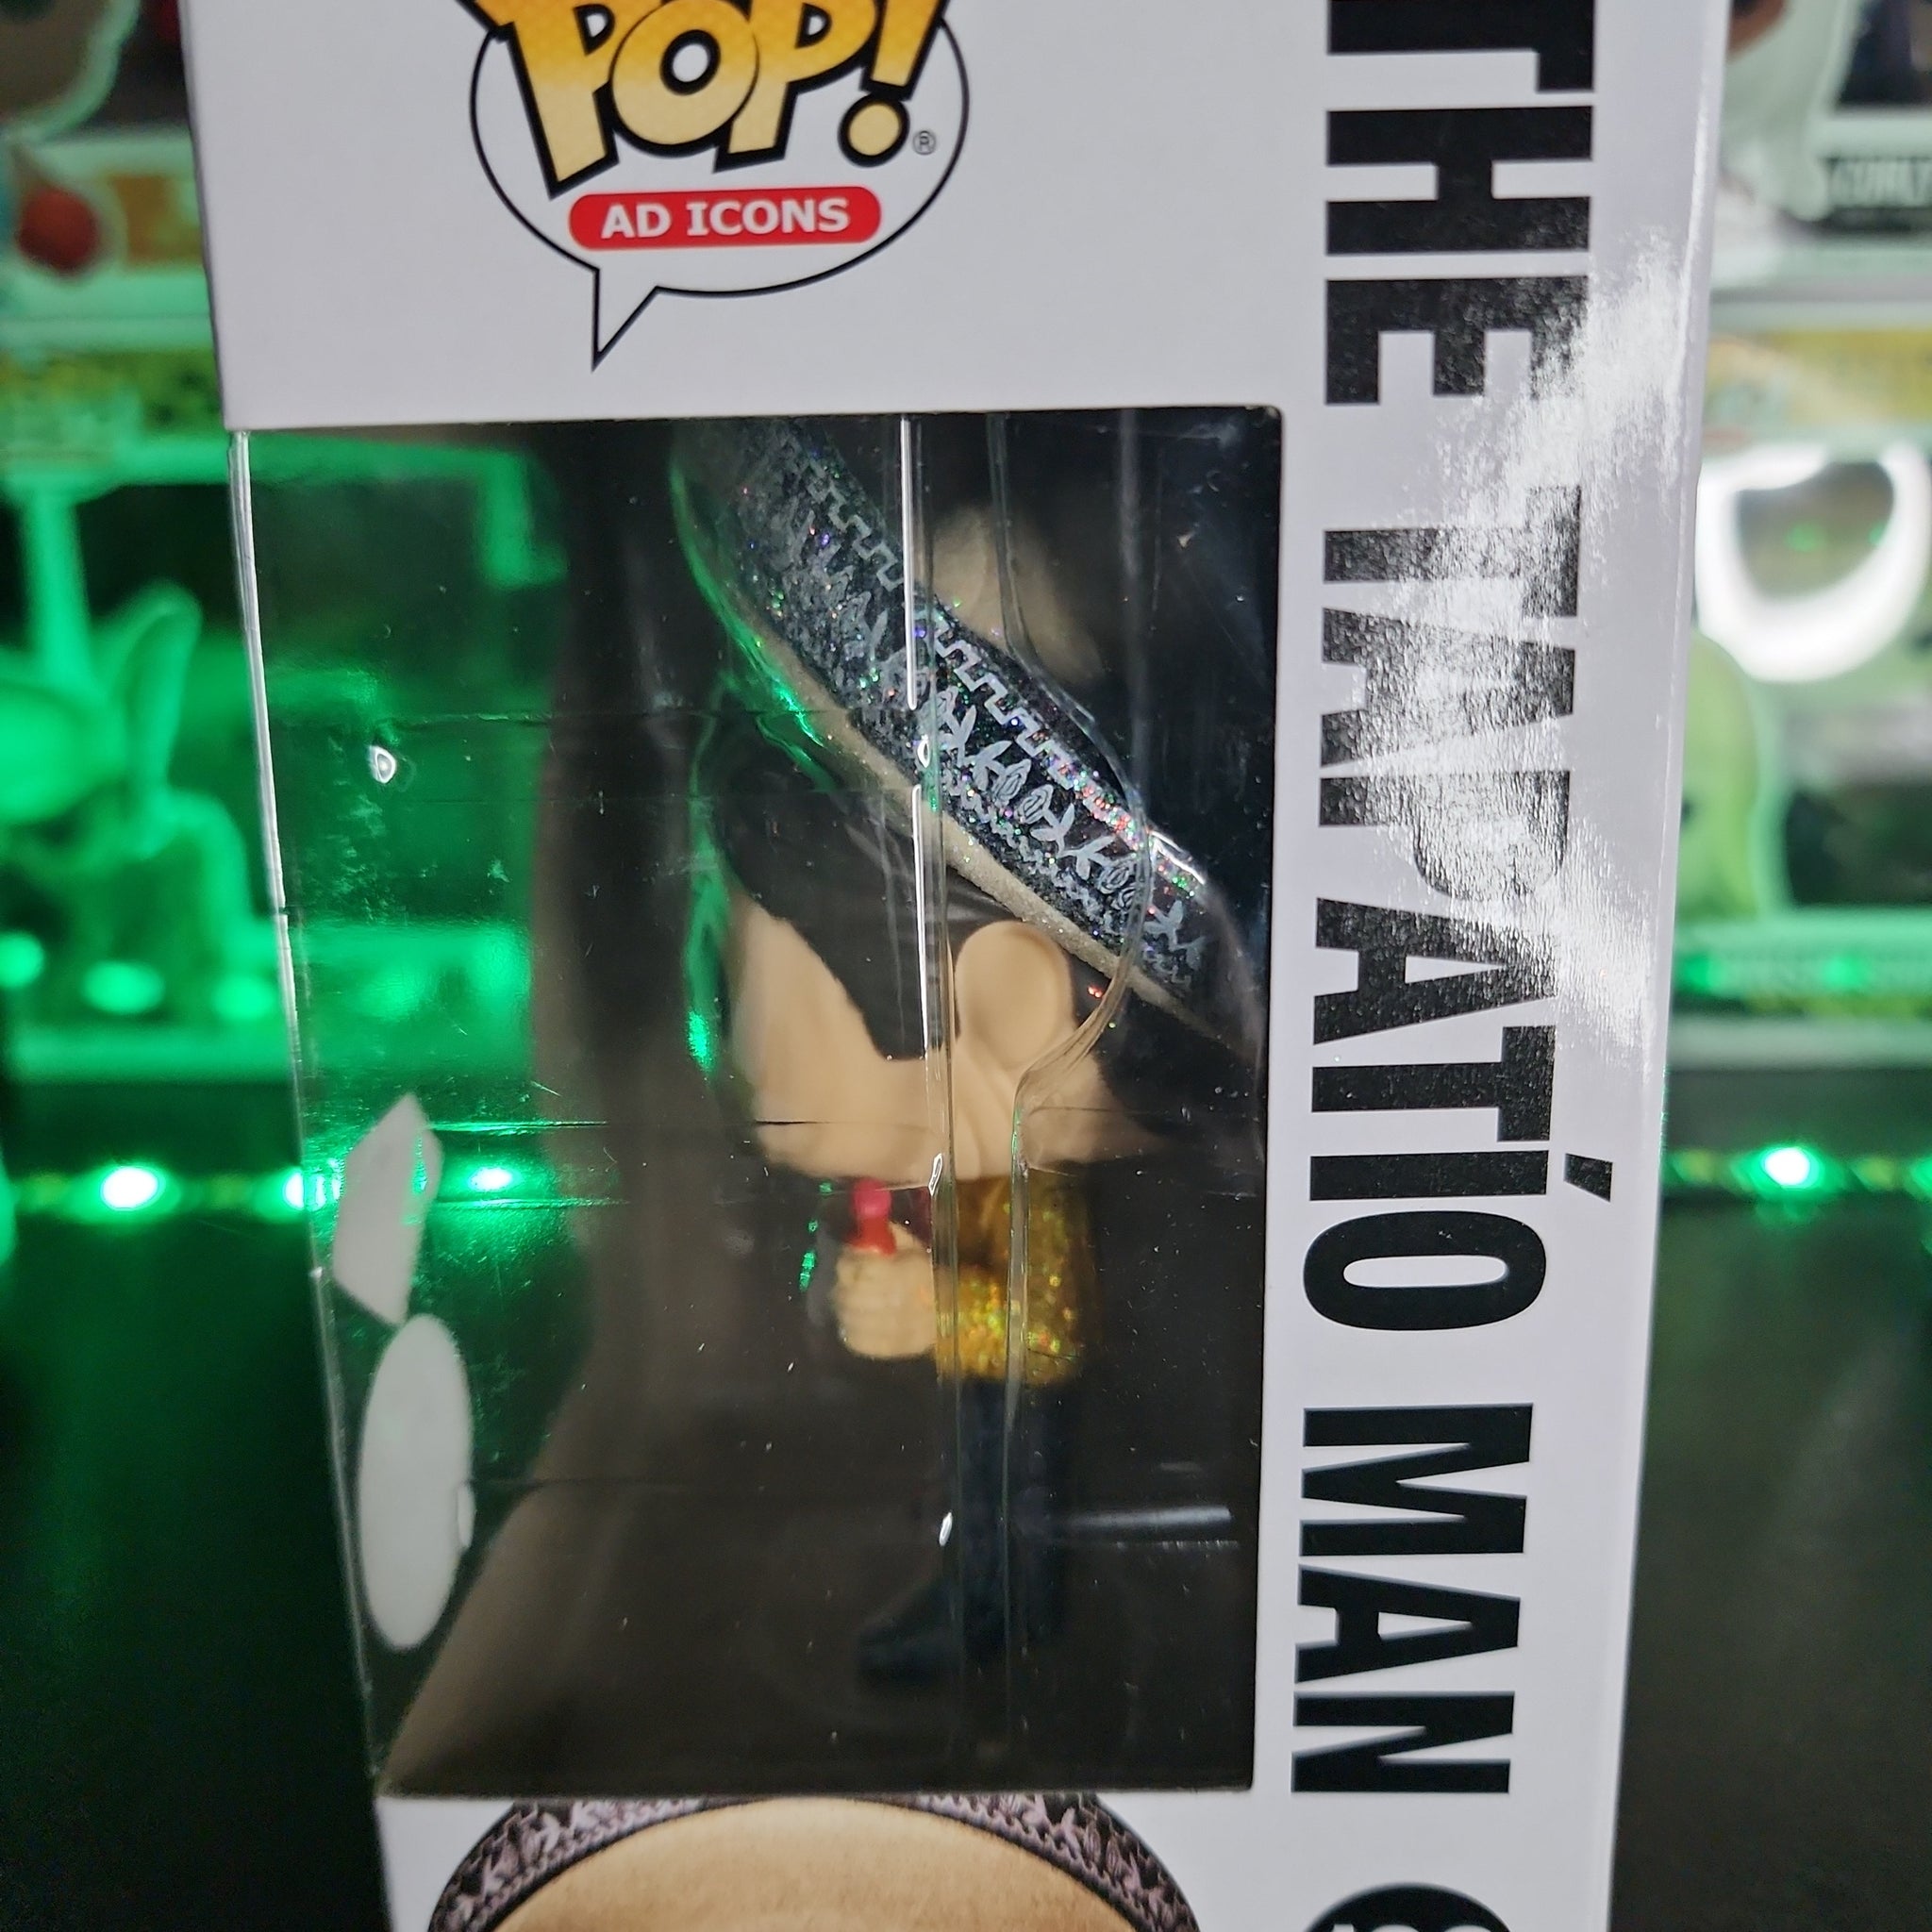 POP!
®
AD ICONS
THE TAPATÍO MAN